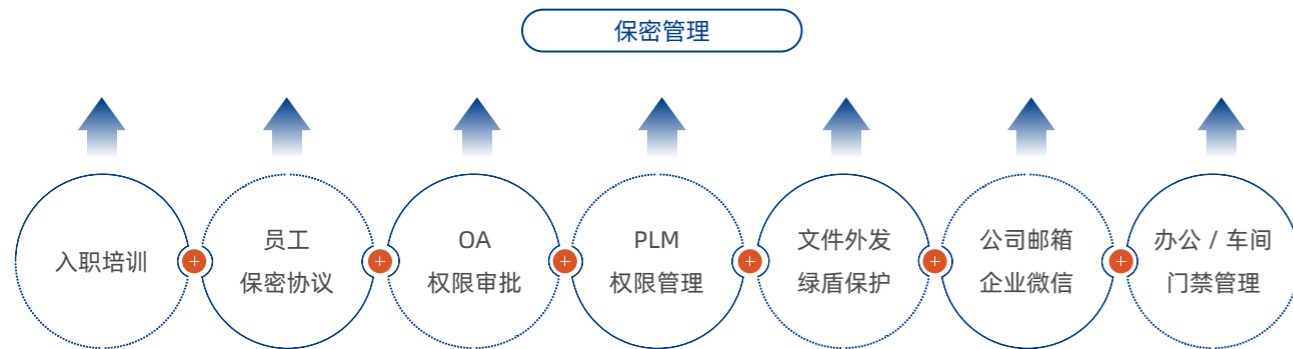 保密管理
入职培训
员工
保密协议
OA
权限审批
PLM
权限管理
文件外发
绿盾保护
公司邮箱
企业微信
办公 / 车间
门禁管理